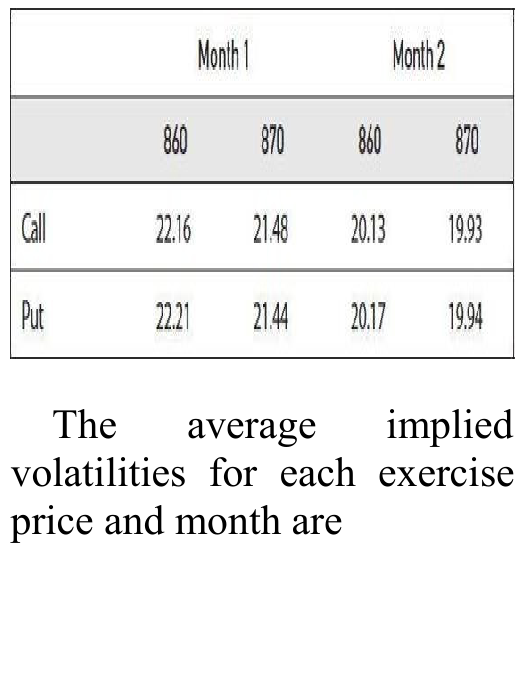 Month 1 Month 2
860 870 860 870
Call 22.16 21.48 20.13 19.93
Put 22.21 21.44 20.17 19.94
The average implied
volatilities for each exercise
price and month are